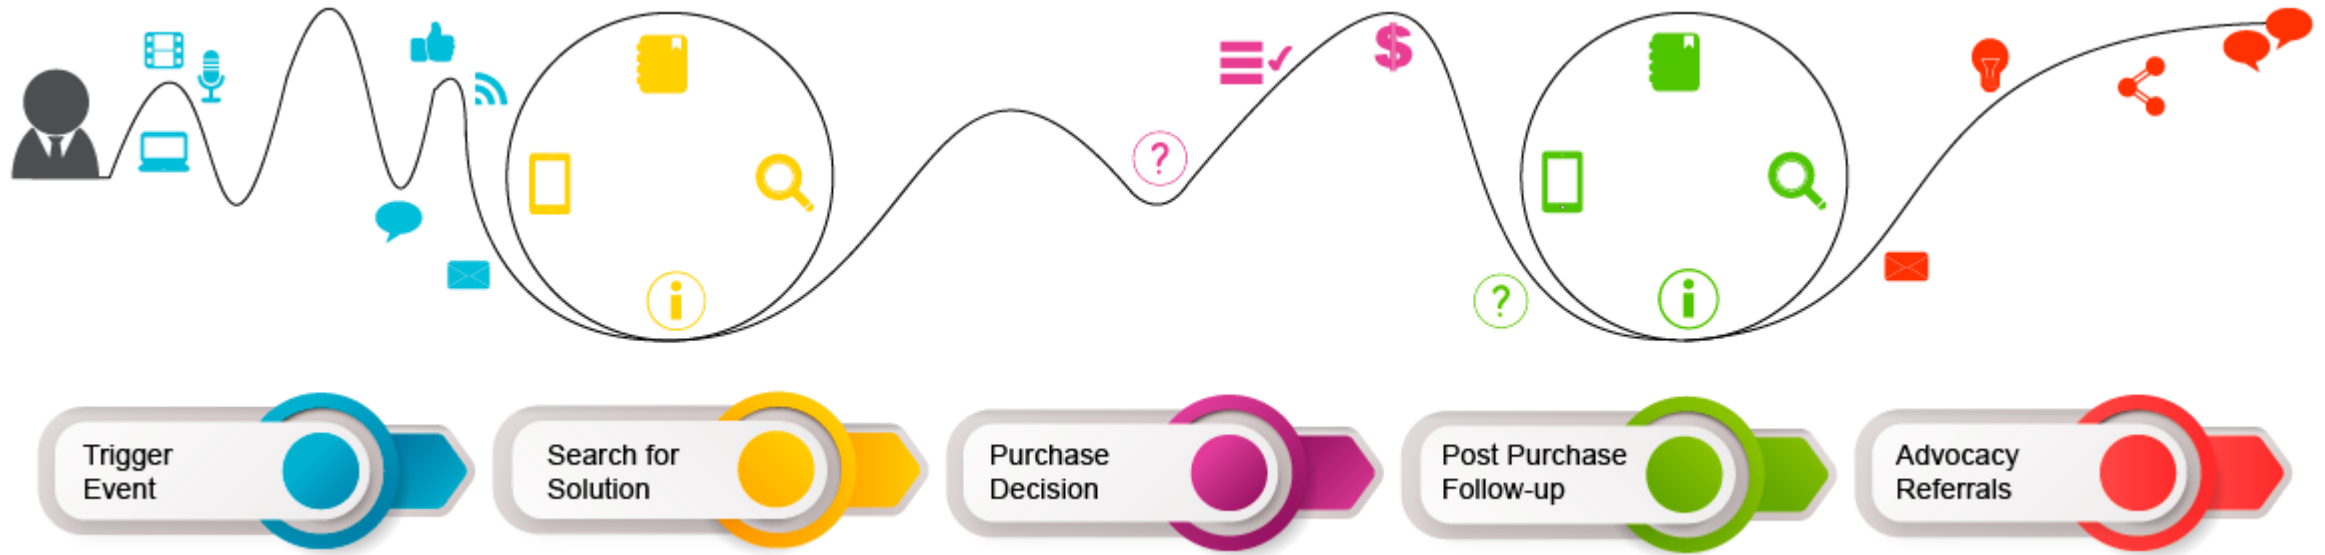 ?
$
?
Trigger
Event
Search for
Solution
Purchase
Decision
Post Purchase
Follow-up
Advocacy
Referrals